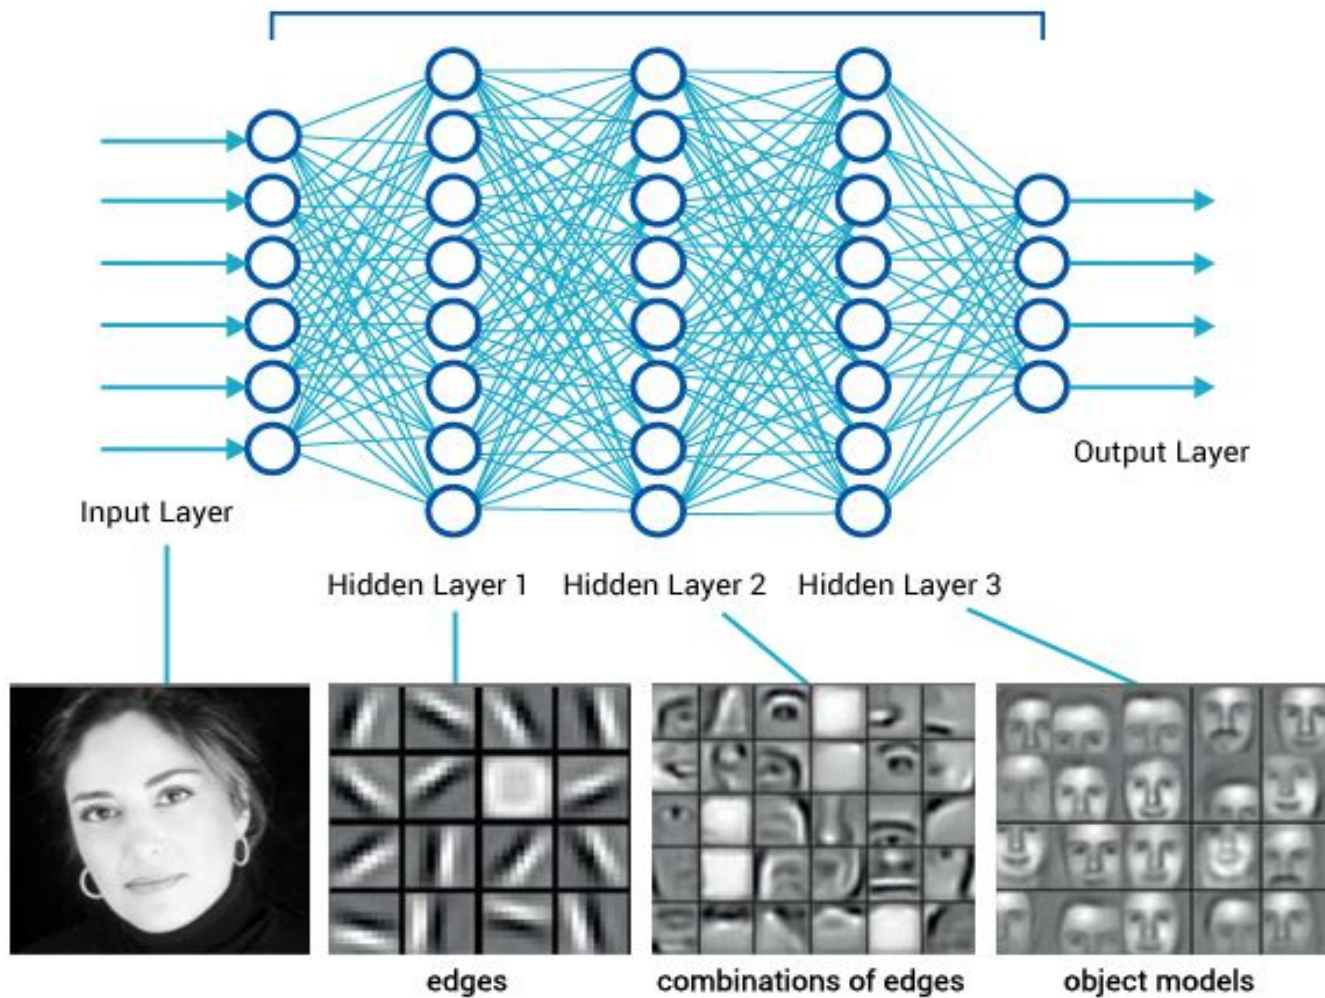 Output Layer
Input Layer
Hidden Layer 1
Hidden Layer 2
Hidden Layer 3
edges
combinations of edges
object models